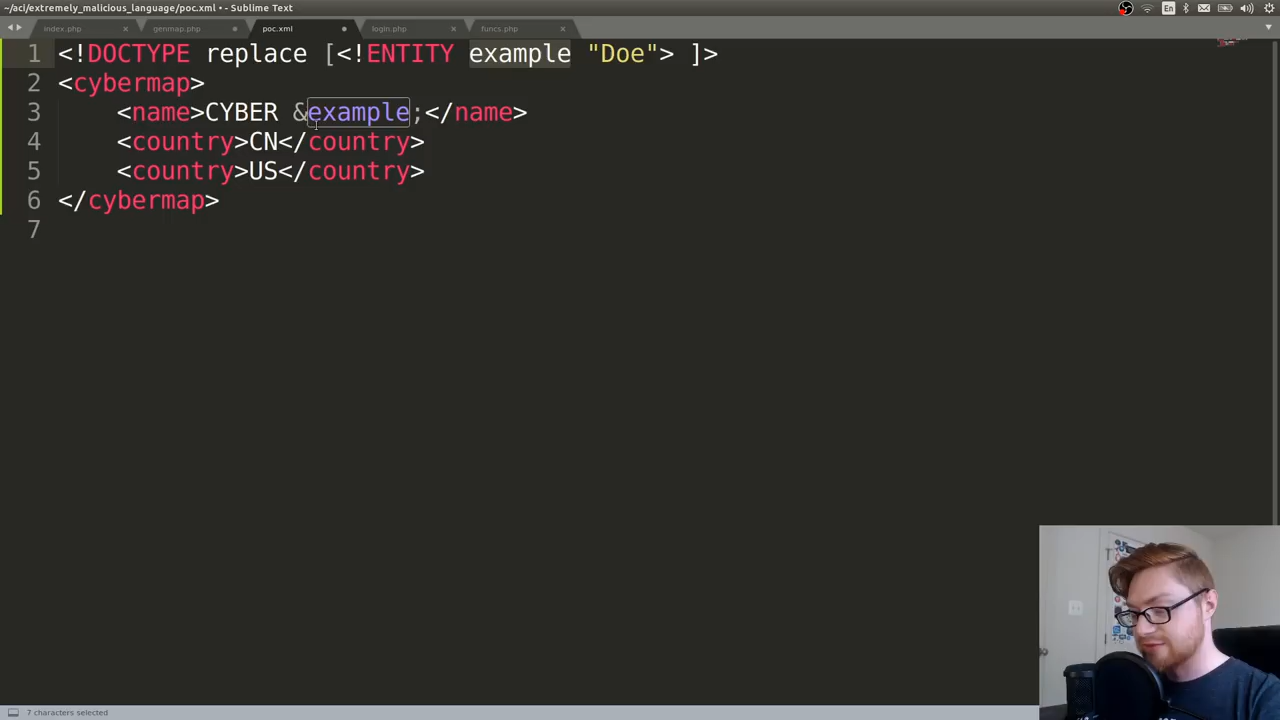 ~/aci/extremely_malicious_language/poc.xml • - Sublime Text
En
index.php × genmap.php poc.xml login.php × funcs.php ×
1 <!DOCTYPE replace [<!ENTITY example "Doe"> ]>
2 <cybermap>
3 <name>CYBER &example;</name>
4 <country>CN</country>
5 <country>US</country>
6 </cybermap>
7
7 characters selected